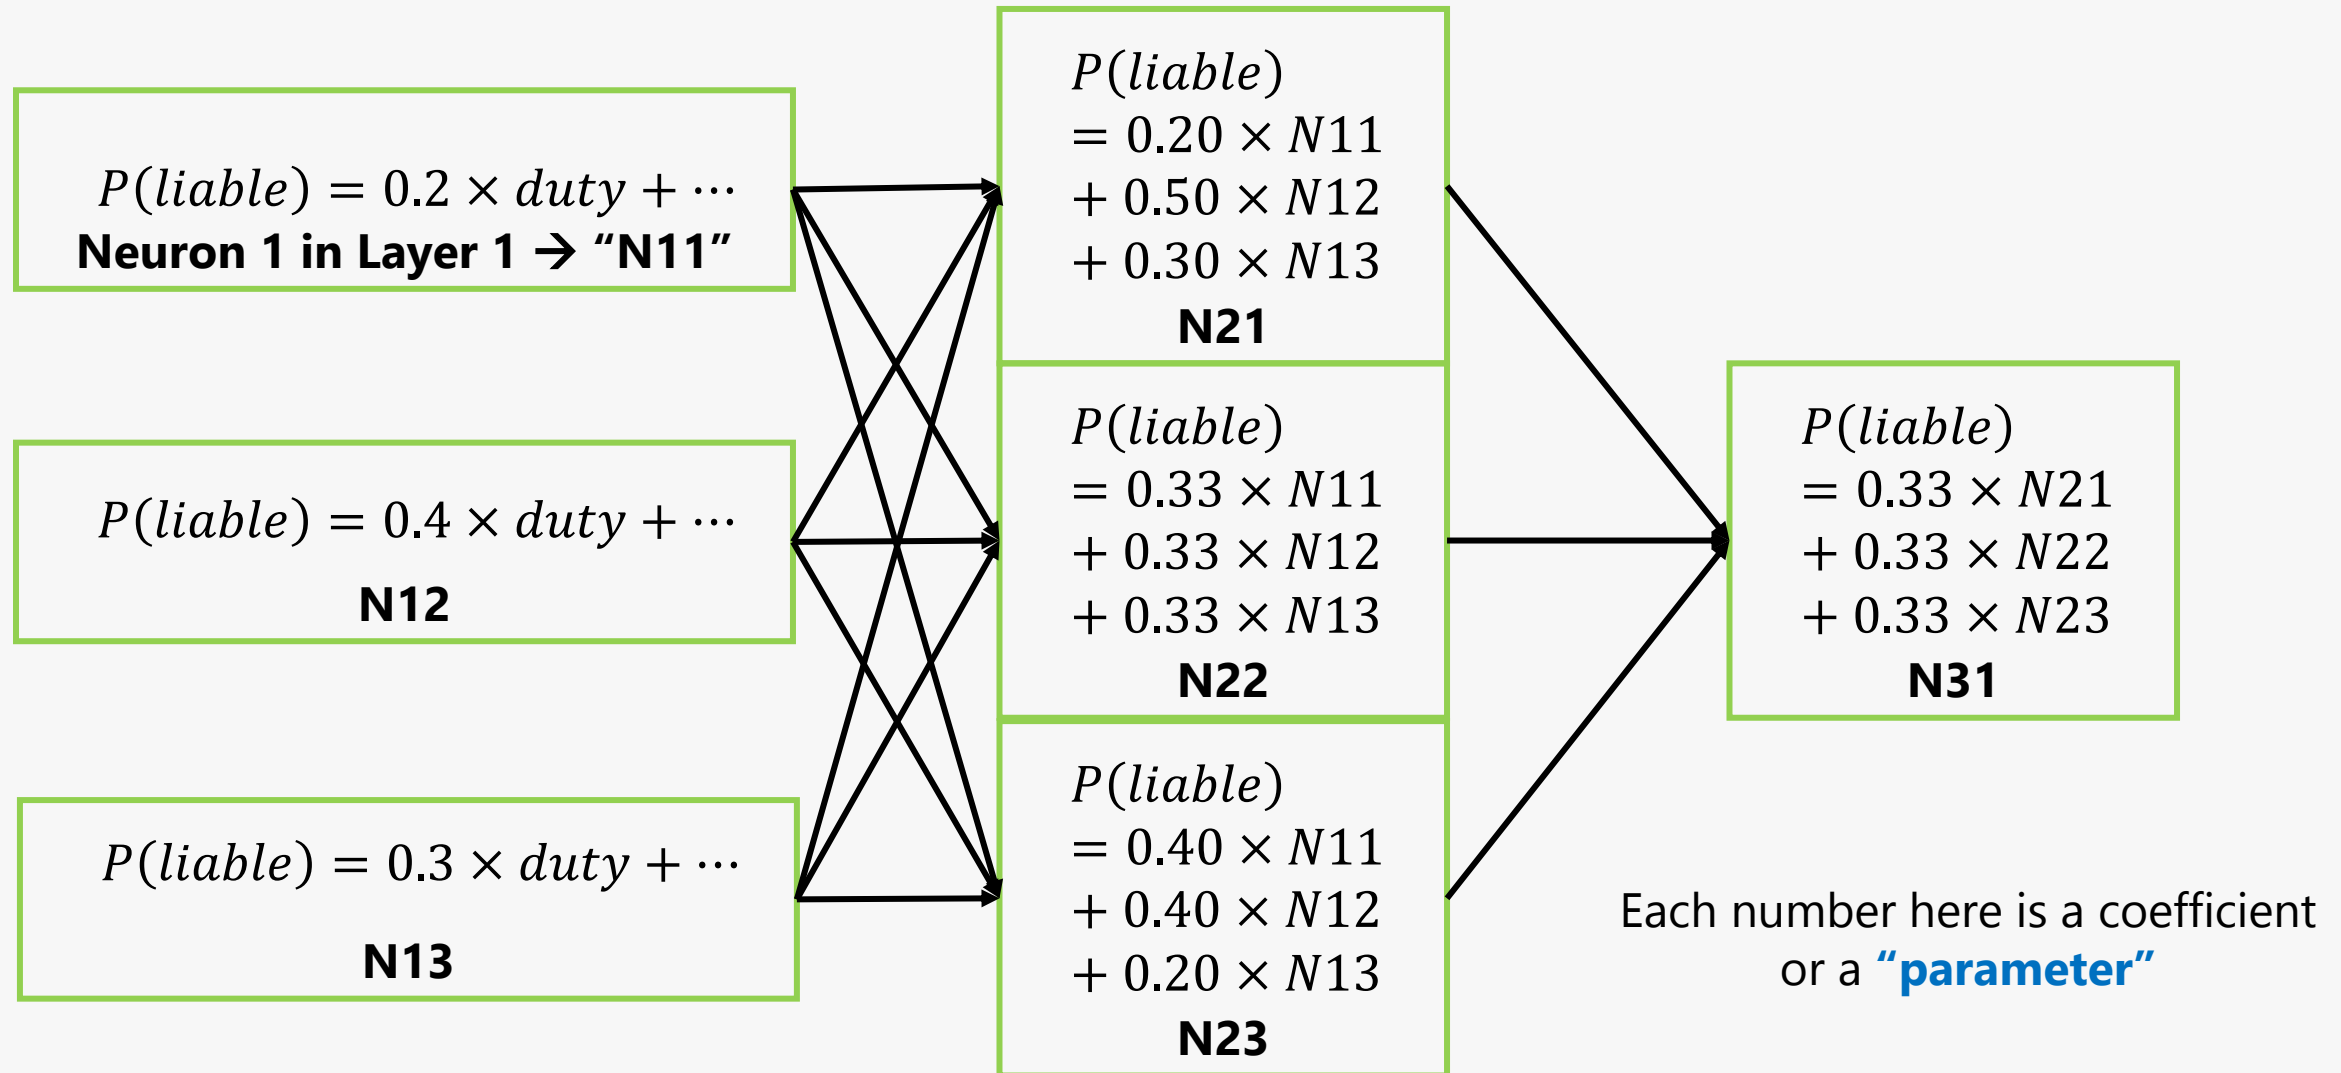 P(liable) = 0.2 × duty + ⋯
Neuron 1 in Layer 1 → “N11”
P(liable) = 0.4 × duty + ⋯
N12
P(liable) = 0.3 × duty + ⋯
N13
P(liable)
= 0.20 × N11
+ 0.50 × N12
+ 0.30 × N13
N21
P(liable)
= 0.33 × N11
+ 0.33 × N12
+ 0.33 × N13
N22
P(liable)
= 0.40 × N11
+ 0.40 × N12
+ 0.20 × N13
N23
P(liable)
= 0.33 × N21
+ 0.33 × N22
+ 0.33 × N23
N31
Each number here is a coefficient
or a “parameter”